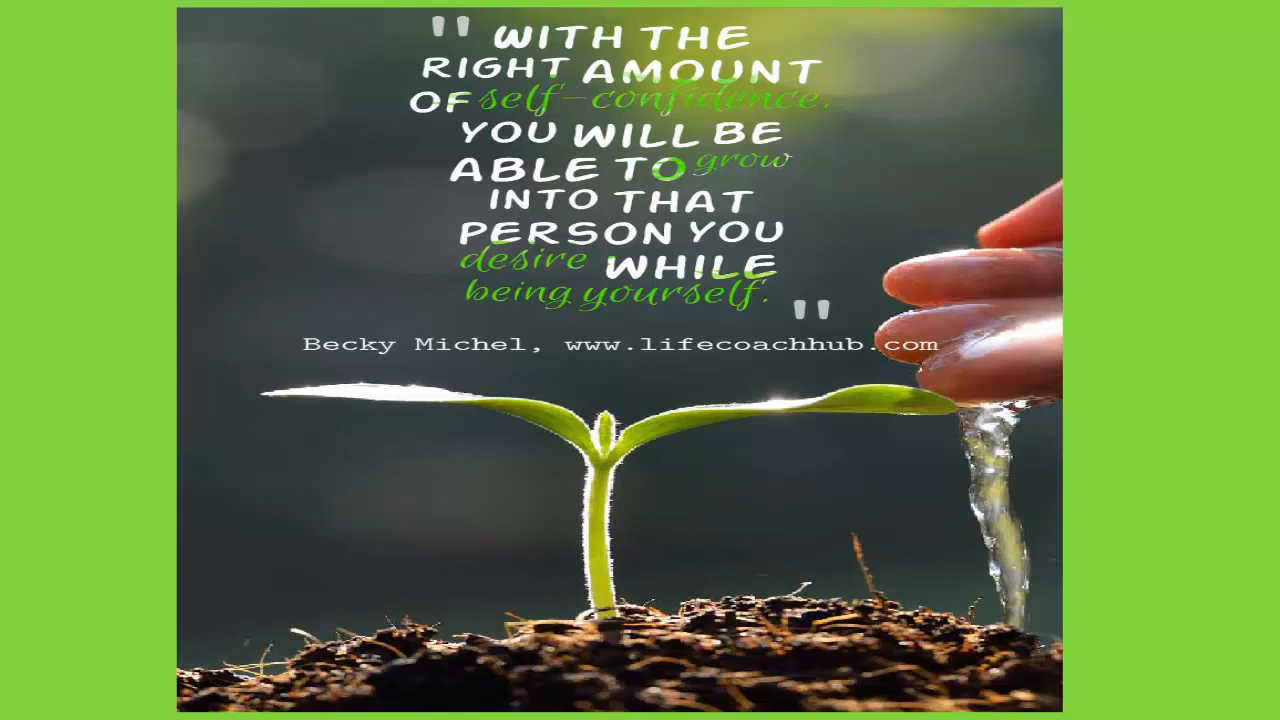 " WITH THE
RIGHT AMOUNT
OF self-confidence.
YOU WILL BE
ABLE TO grow
INTO THAT
PERSON YOU
desire WHILE
being yourself. "
Becky Michel, www.lifecoachhub.com